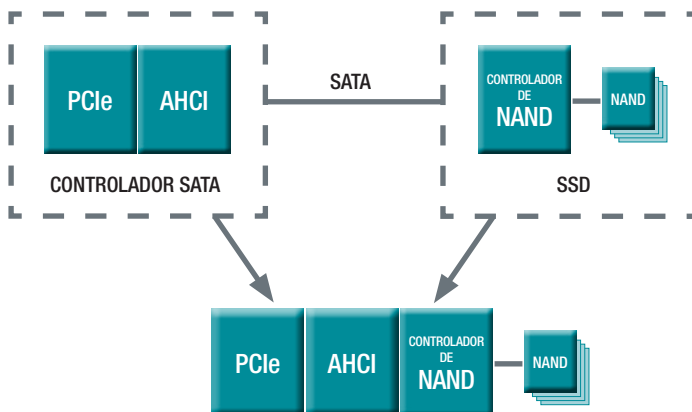 PCIe
AHCI
SATA
CONTROLADOR
DE
NAND
NAND
CONTROLADOR SATA
SSD
PCIe
AHCI
CONTROLADOR
DE
NAND
NAND